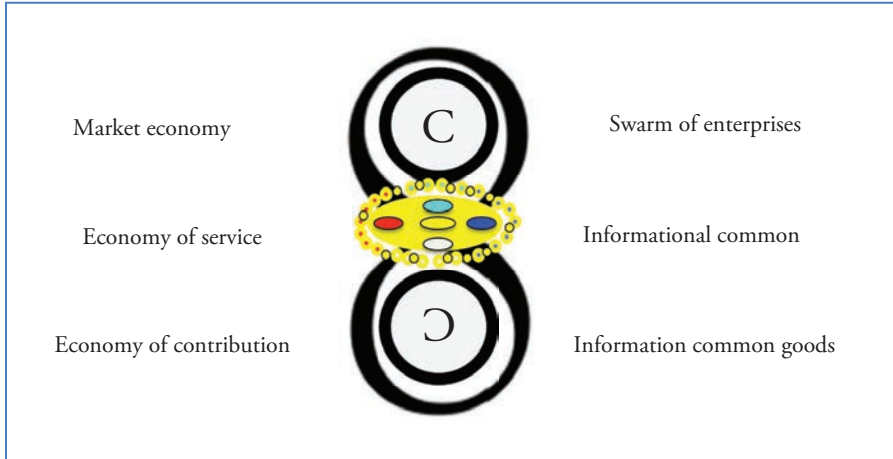 Market economy
C
Swarm of enterprises
Economy of service
Informational common
Economy of contribution
Ɔ
Information common goods